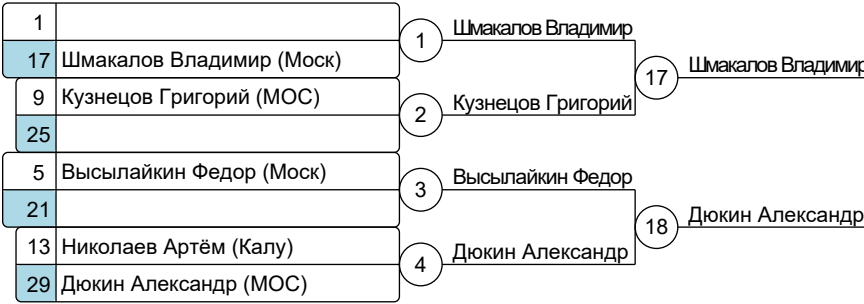 1
17 Шмакалов Владимир (Моск)
9 Кузнецов Григорий (МОС)
25
5 Высылайкин Федор (Моск)
21
13 Николаев Артём (Калу)
29 Дюкин Александр (МОС)
1
2
3
4
Шмакалов Владимир
Кузнецов Григорий
Высылайкин Федор
Дюкин Александр
17
18
Шмакалов Владимир
Дюкин Александр